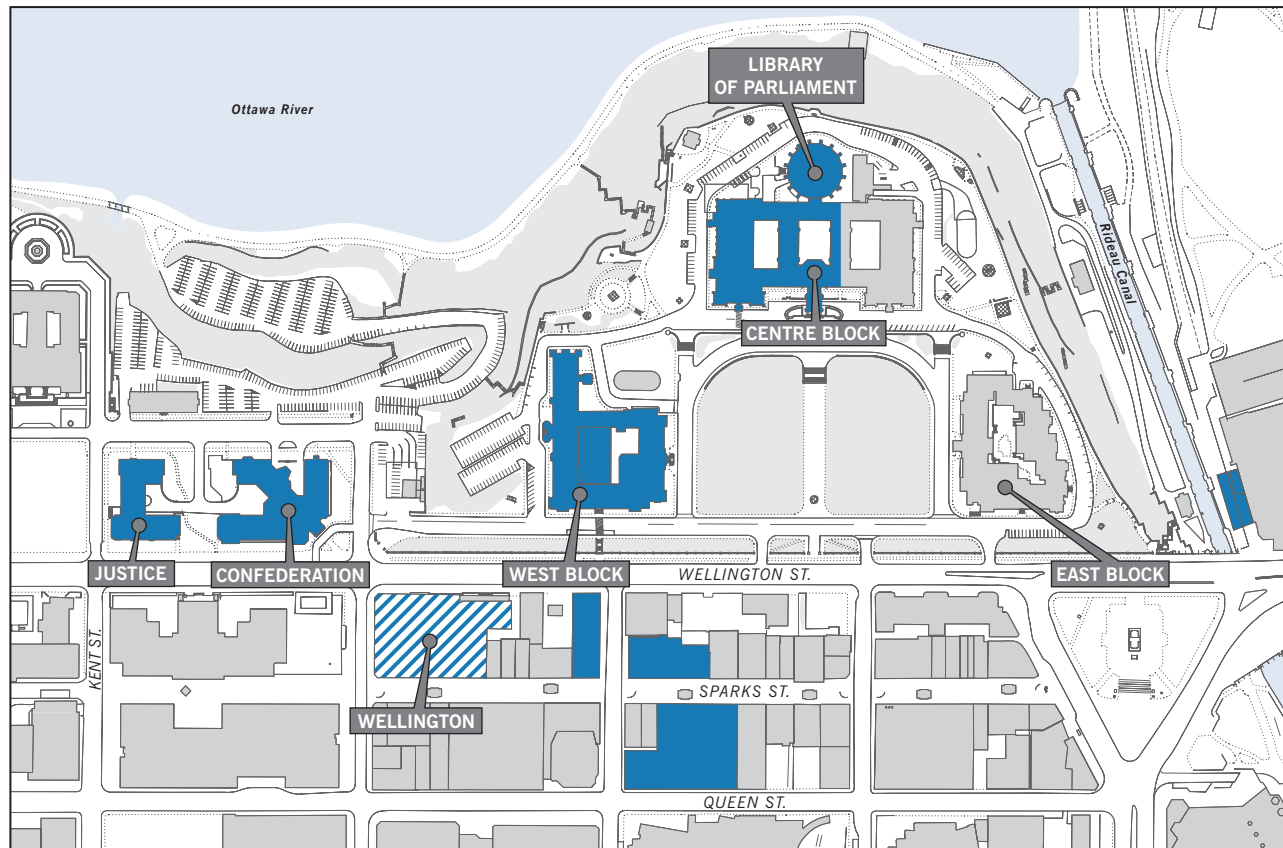 LIBRARY
OF PARLIAMENT
Ottawa River
Rideau Canal
CENTRE BLOCK
JUSTICE
CONFEDERATION
WEST BLOCK
WELLINGTON ST.
EAST BLOCK
KENT ST.
SPARKS ST.
WELLINGTON
QUEEN ST.